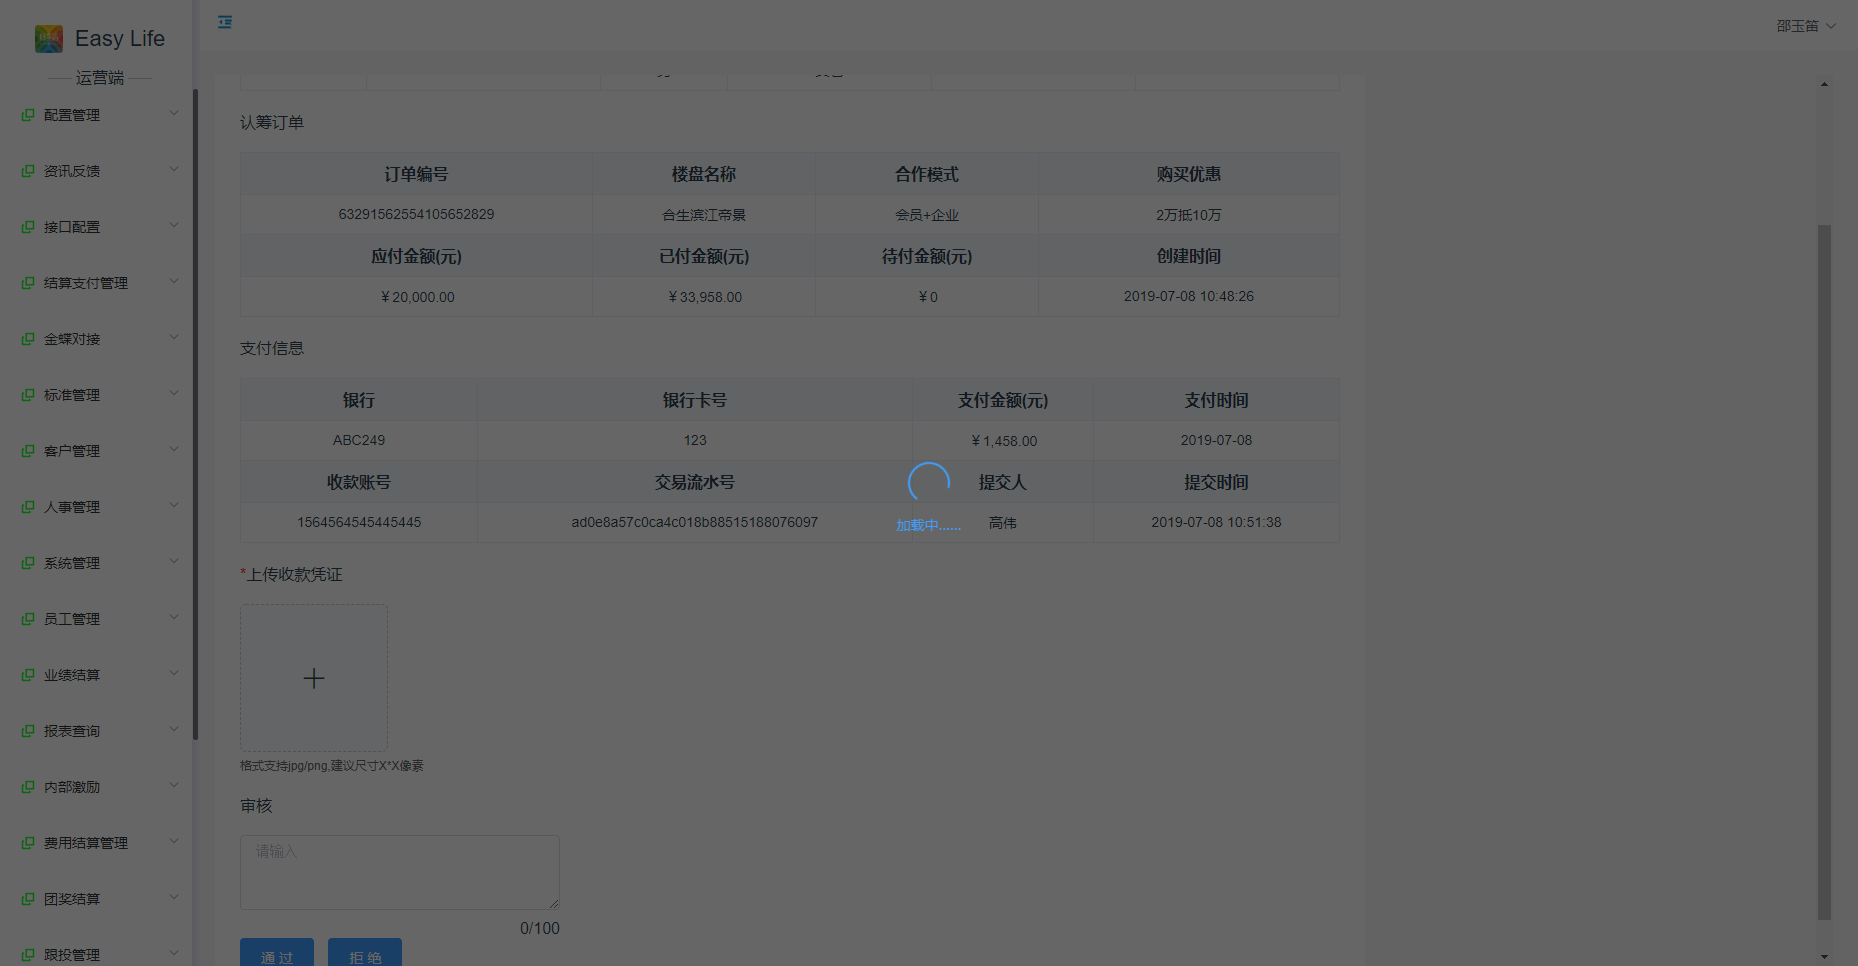 Easy Life
运营端
配置管理
资讯反馈
接口配置
结算支付管理
金蝶对接
标准管理
客户管理
人事管理
系统管理
员工管理
业绩结算
报表查询
内部激励
费用结算管理
团奖结算
跟投管理
邵玉笛
认筹订单
订单编号 楼盘名称 合作模式 购买优惠
63291562554105652829 合生滨江帝景 会员+企业 2万抵10万
应付金额(元) 已付金额(元) 待付金额(元) 创建时间
￥20,000.00 ￥33,958.00 ￥0 2019-07-08 10:48:26
支付信息
银行 银行卡号 支付金额(元) 支付时间
ABC249 123 ￥1,458.00 2019-07-08
收款账号 交易流水号 提交人 提交时间
1564564545445445 ad0e8a57c0ca4c018b88515188076097 高伟 2019-07-08 10:51:38
加载中......
*上传收款凭证
格式支持jpg/png,建议尺寸X*X像素
审核
请输入
0/100
通过 拒绝